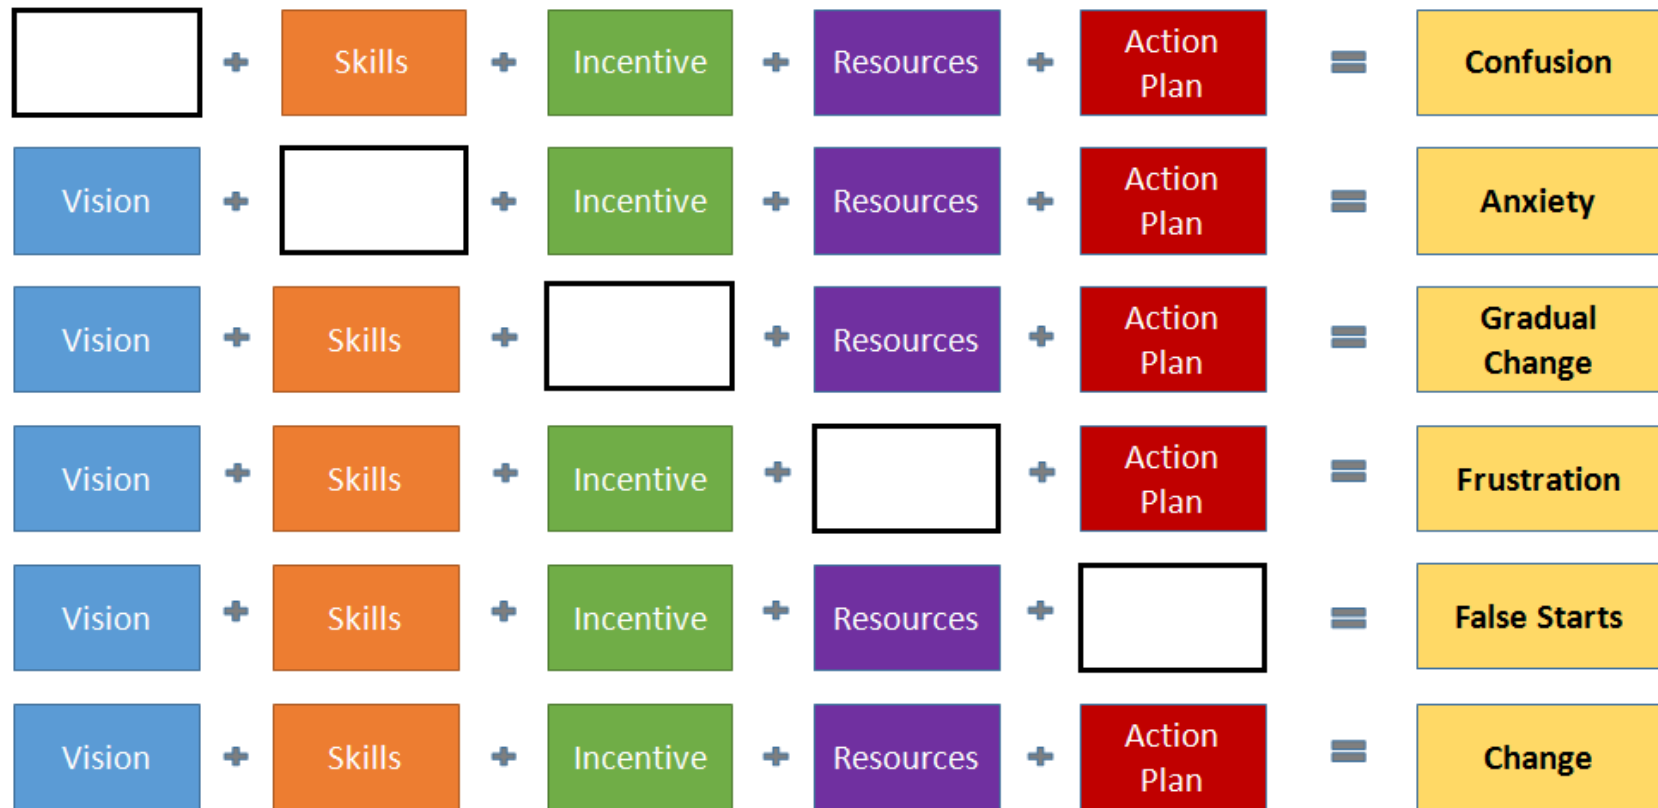 Skills Incentive Resources Action Plan Confusion
Vision Incentive Resources Action Plan Anxiety
Vision Skills Resources Action Plan Gradual Change
Vision Skills Incentive Action Plan Frustration
Vision Skills Incentive Resources False Starts
Vision Skills Incentive Resources Action Plan Change